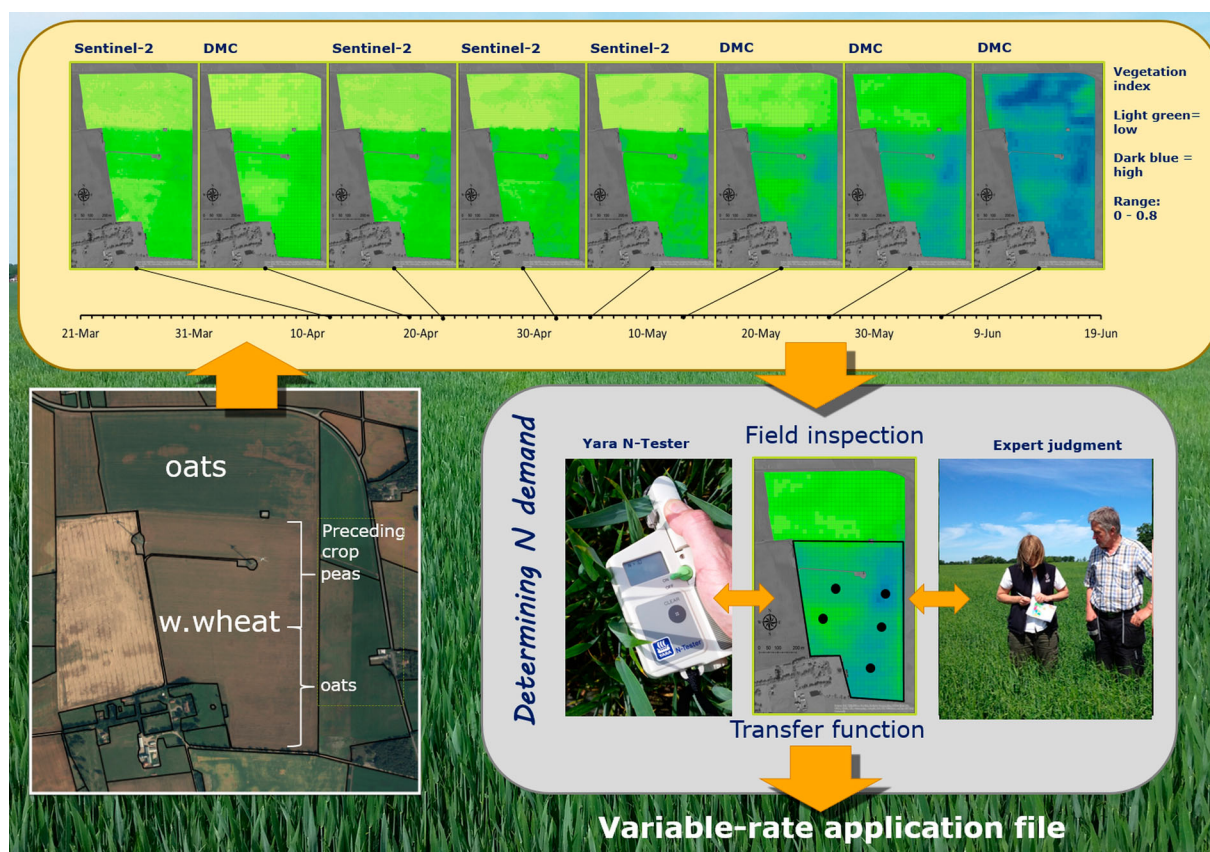 Sentinel-2
DMC
Sentinel-2
Sentinel-2
Sentinel-2
DMC
DMC
DMC
Vegetation
index
Light green=
low
Dark blue =
high
Range:
0 - 0.8
21-Mar
31-Mar
10-Apr
20-Apr
30-Apr
10-May
20-May
30-May
9-Jun
19-Jun
oats
Preceding
crop
peas
w.wheat
oats
Determining N demand
Field inspection
Yara N-Tester
Expert judgment
CLEAR
YARA
N-Tester
Transfer function
Variable-rate application file